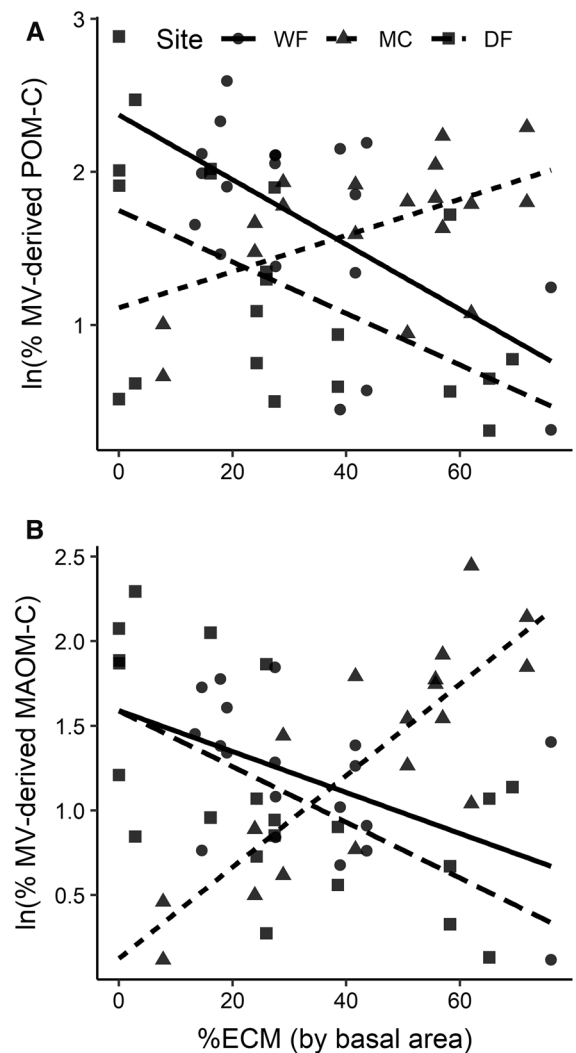 A
Site WF MC DF
ln(% MV-derived POM-C)
3
2
1
0 20 40 60
B
ln(% MV-derived MAOM-C)
2.5
2.0
1.5
1.0
0.5
0 20 40 60
%ECM (by basal area)